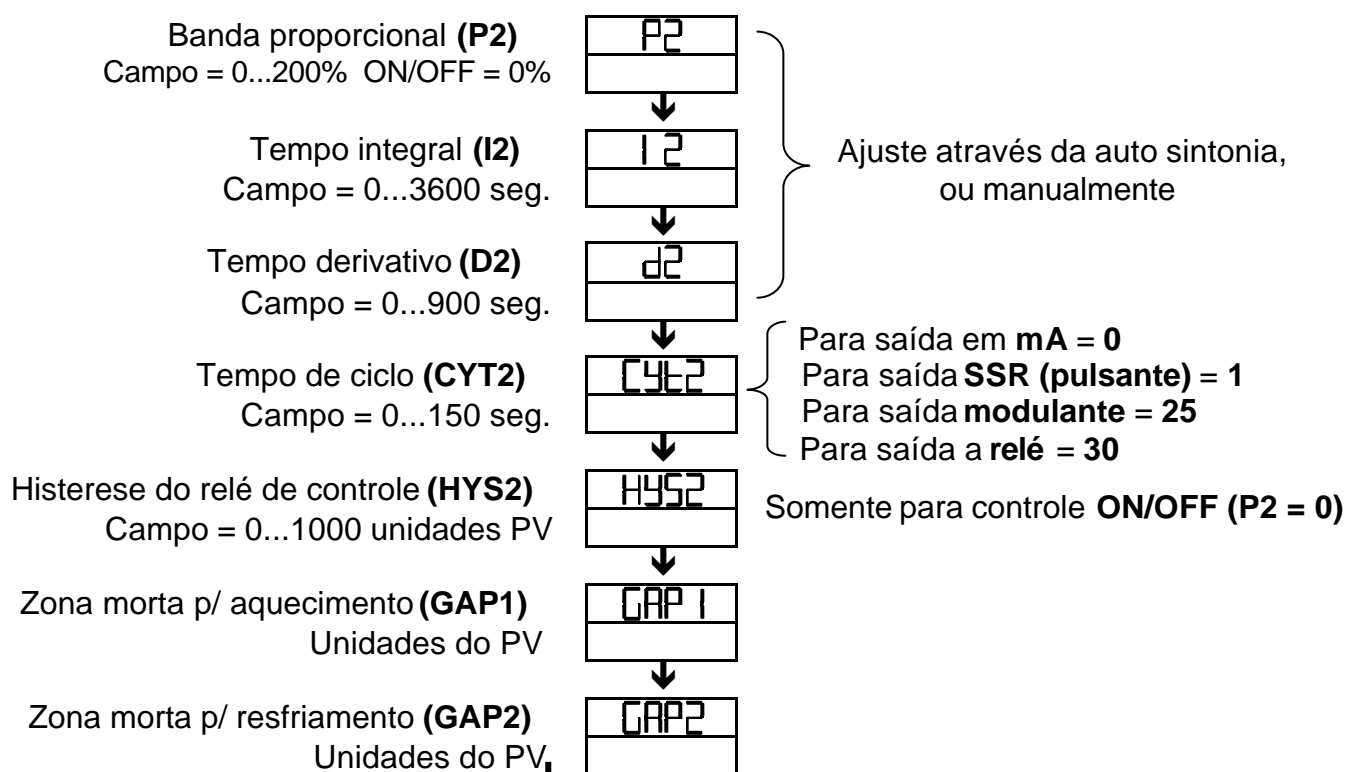 Banda proporcional (P2)
Campo = 0...200% ON/OFF = 0%
P2
Tempo integral (I2)
Campo = 0...3600 seg.
I2
Ajuste através da auto sintonia,
ou manualmente
Tempo derivativo (D2)
Campo = 0...900 seg.
d2
Tempo de ciclo (CYT2)
Campo = 0...150 seg.
CYt2
Para saída em mA = 0
Para saída SSR (pulsante) = 1
Para saída modulante = 25
Para saída a relé = 30
Histerese do relé de controle (HYS2)
Campo = 0...1000 unidades PV
HYS2
Somente para controle ON/OFF (P2 = 0)
Zona morta p/ aquecimento (GAP1)
Unidades do PV
GAP1
Zona morta p/ resfriamento (GAP2)
Unidades do PV
GAP2